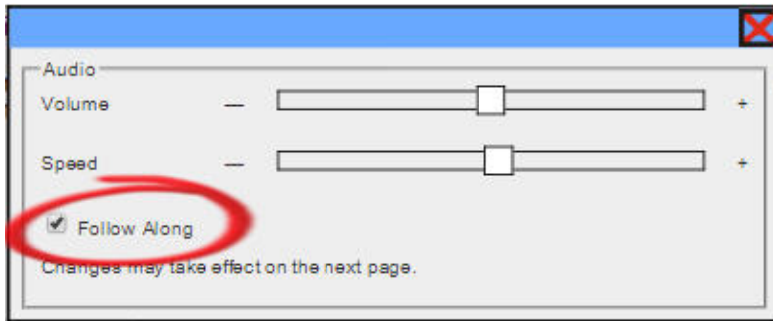 Audio
Volume — +
Speed — +
Follow Along
Changes may take effect on the next page.